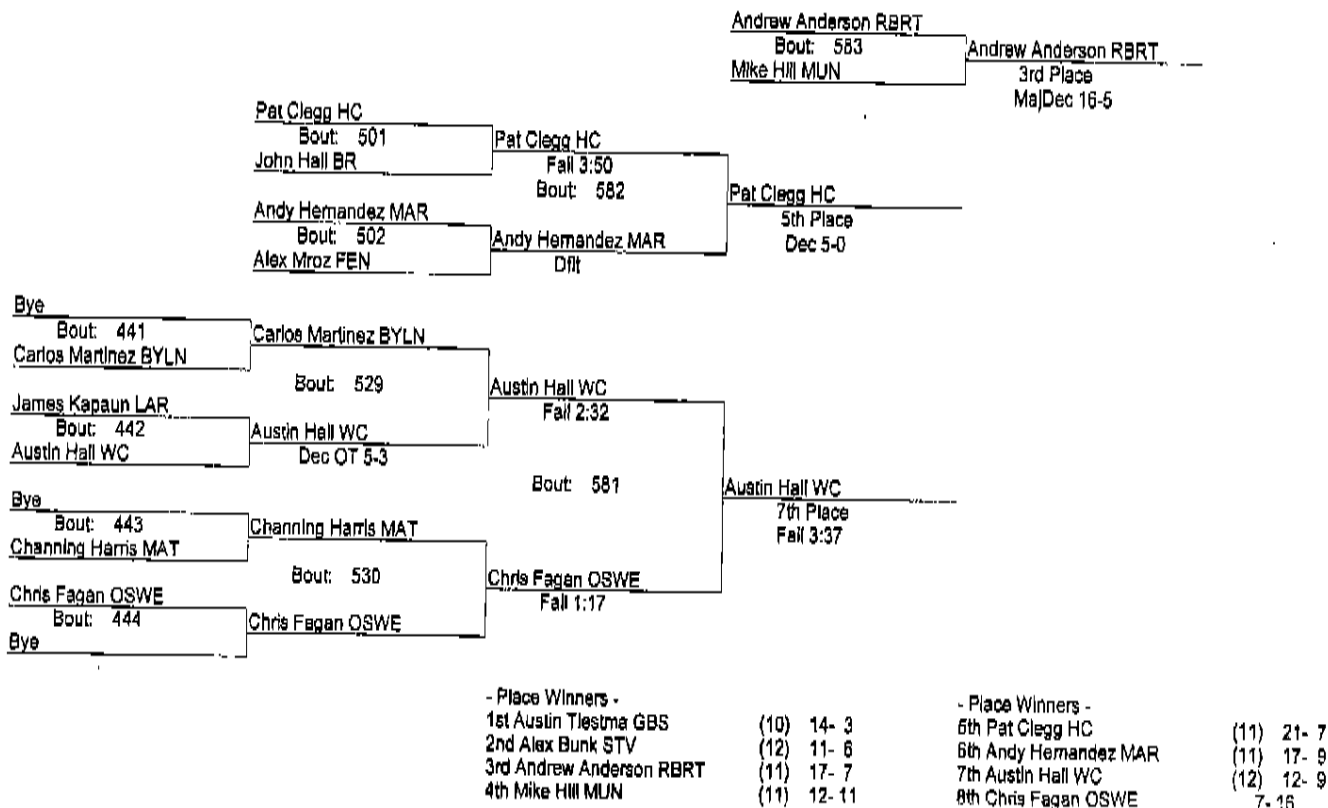 Andrew Anderson RBRT
Bout: 583
Mike Hill MUN
Andrew Anderson RBRT
3rd Place
MajDec 16-5
Pat Clegg HC
Bout: 501
John Hall BR
Pat Clegg HC
Fall 3:50
Bout: 582
Andy Hernandez MAR
Bout: 502
Alex Mroz FEN
Andy Hernandez MAR
Dflt
Pat Clegg HC
5th Place
Dec 5-0
Bye
Bout: 441
Carlos Martinez BYLN
Carlos Martinez BYLN
Bout: 529
James Kapaun LAR
Bout: 442
Austin Hall WC
Austin Hall WC
Dec OT 5-3
Austin Hall WC
Fall 2:32
Bout: 581
Bye
Bout: 443
Channing Harris MAT
Channing Harris MAT
Bout: 530
Chris Fagan OSWE
Bout: 444
Bye
Chris Fagan OSWE
Chris Fagan OSWE
Fall 1:17
Austin Hall WC
7th Place
Fall 3:37
- Place Winners -
1st Austin Tiestma GBS (10) 14- 3
2nd Alex Bunk STV (12) 11- 6
3rd Andrew Anderson RBRT (11) 17- 7
4th Mike Hill MUN (11) 12- 11
- Place Winners -
5th Pat Clegg HC (11) 21- 7
6th Andy Hernandez MAR (11) 17- 9
7th Austin Hall WC (12) 12- 9
8th Chris Fagan OSWE 7- 16